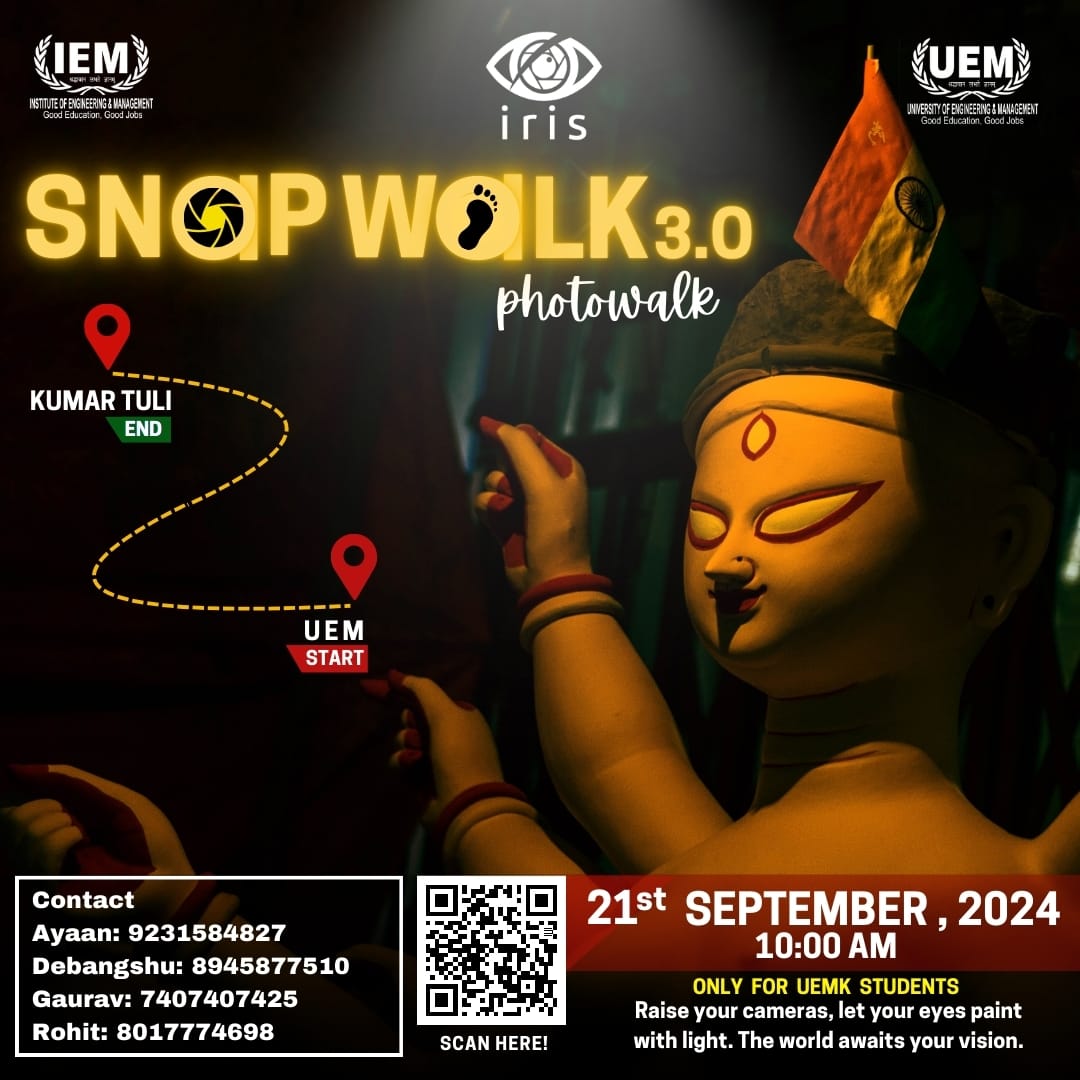 IEM
INSTITUTE OF ENGINEERING & MANAGEMENT
Good Education, Good Jobs
iris
UEM
UNIVERSITY OF ENGINEERING & MANAGEMENT
Good Education, Good Jobs
SNaP WaLK 3.0
photowalk
KUMAR TULI
END
UEM
START
Contact
Ayaan: 9231584827
Debangshu: 8945877510
Gaurav: 7407407425
Rohit: 8017774698
SCAN HERE!
21st SEPTEMBER , 2024
10:00 AM
ONLY FOR UEMK STUDENTS
Raise your cameras, let your eyes paint
with light. The world awaits your vision.